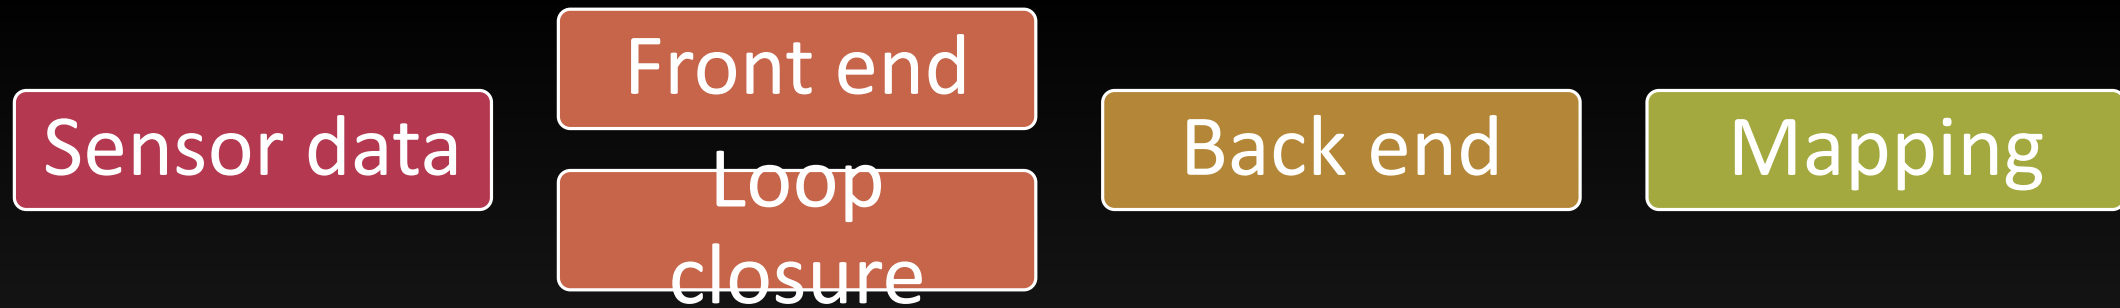 Sensor data
Front end
Loop
closure
Back end
Mapping